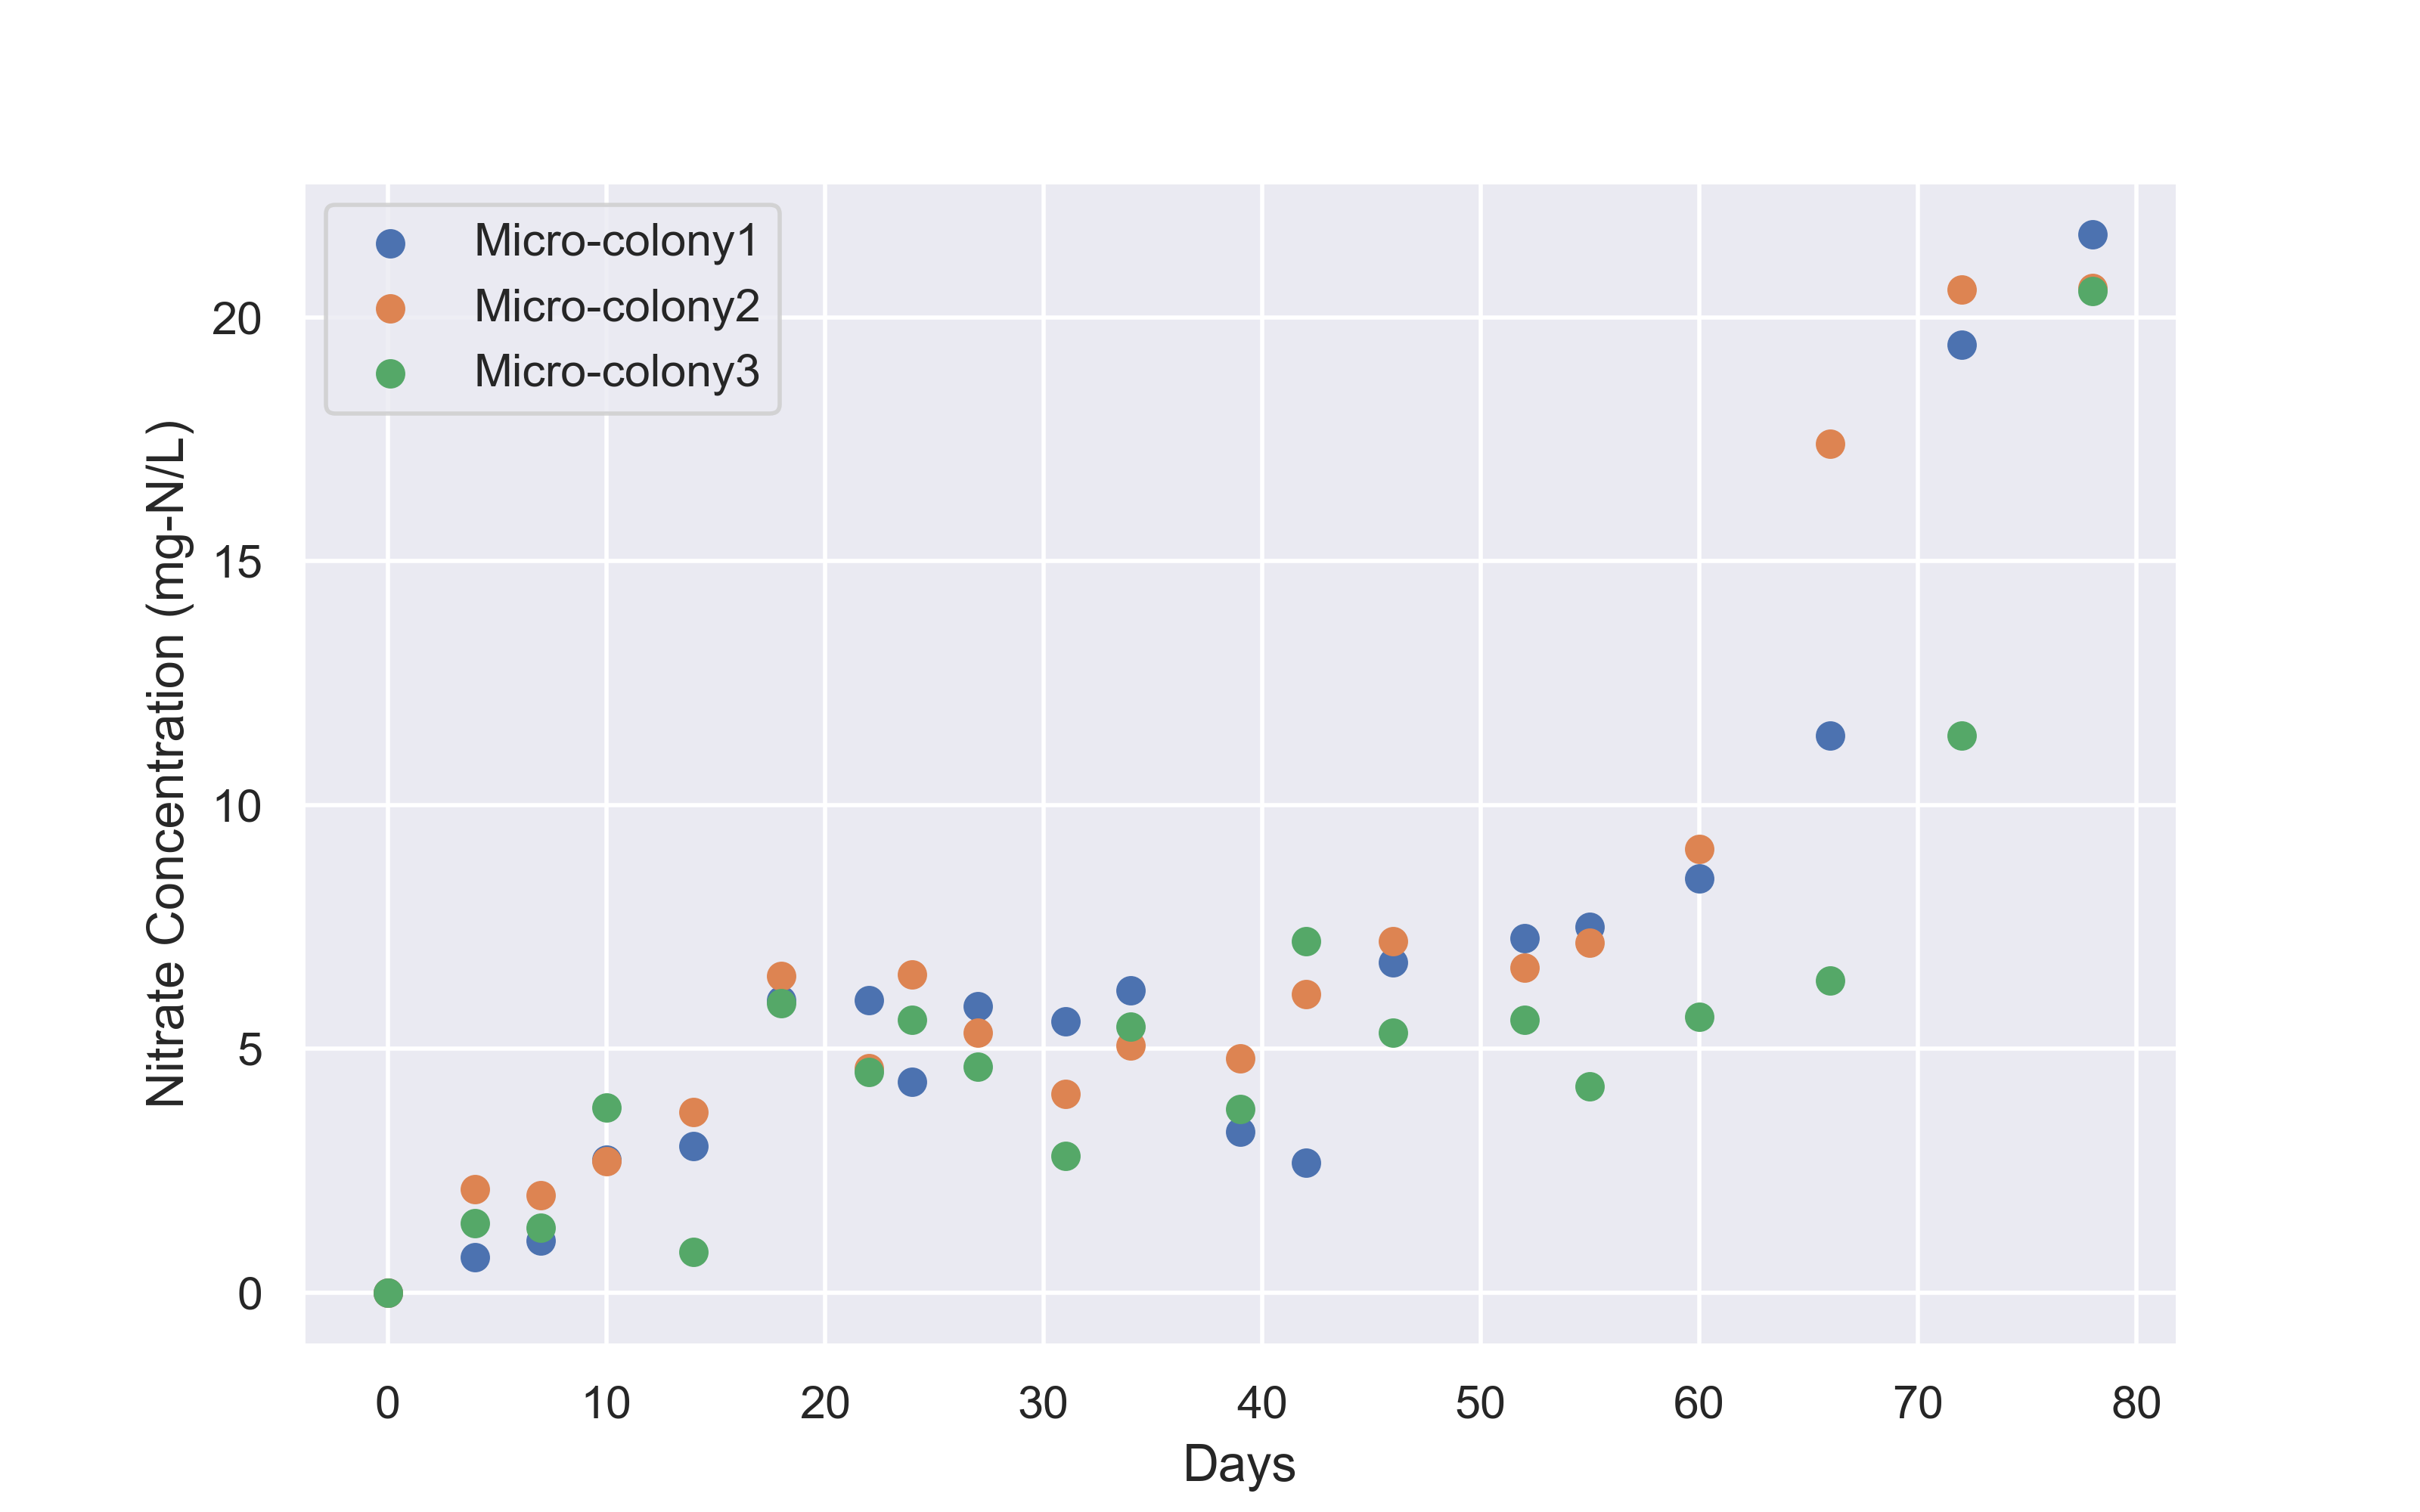 Micro-colony1
Micro-colony2
Micro-colony3
20
15
10
5
0
Nitrate Concentration (mg-N/L)
0 10 20 30 40 50 60 70 80
Days